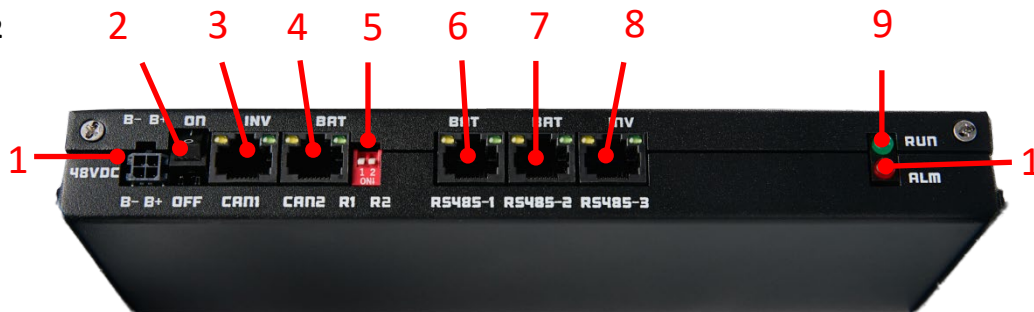 2 3 4 5 6 7 8 9
B- B+ ON INV BAT BAT BAT INV
1 48VDC RUN
ALM 1
1 2
ON
B- B+ OFF CAN1 CAN2 R1 R2 RS485-1 RS485-2 RS485-3